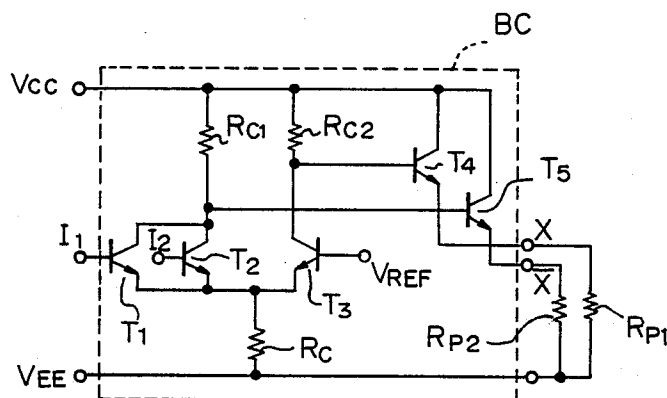 BC
VCC
RC1
RC2
T4
T5
I1
I2
T2
VREF
X
X̅
T1
T3
RC
RP2
RP1
VEE